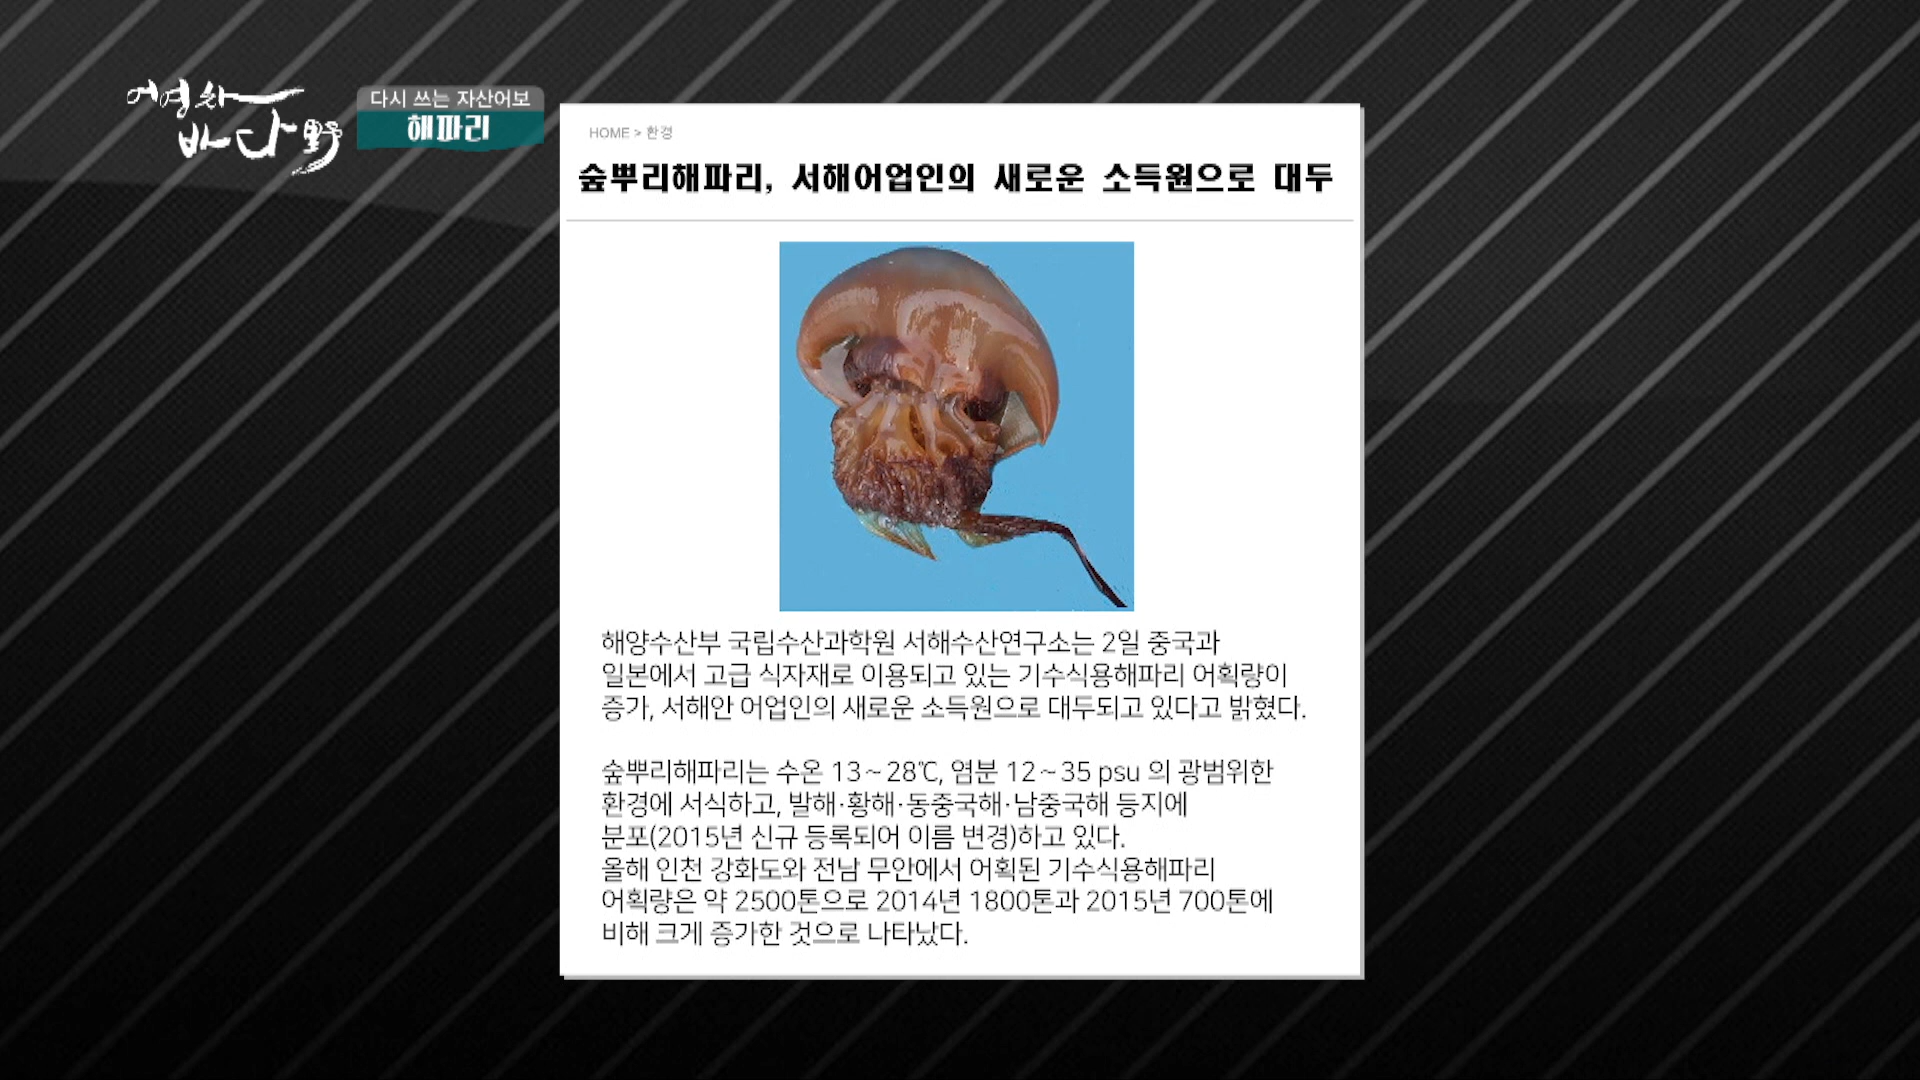 어영차
바다野
다시 쓰는 자산어보
해파리
HOME > 환경
숲뿌리해파리, 서해어업인의 새로운 소득원으로 대두
해양수산부 국립수산과학원 서해수산연구소는 2일 중국과
일본에서 고급 식자재로 이용되고 있는 기수식용해파리 어획량이
증가, 서해안 어업인의 새로운 소득원으로 대두되고 있다고 밝혔다.
숲뿌리해파리는 수온 13~28℃, 염분 12~35 psu 의 광범위한
환경에 서식하고, 발해·황해·동중국해·남중국해 등지에
분포(2015년 신규 등록되어 이름 변경)하고 있다.
올해 인천 강화도와 전남 무안에서 어획된 기수식용해파리
어획량은 약 2500톤으로 2014년 1800톤과 2015년 700톤에
비해 크게 증가한 것으로 나타났다.